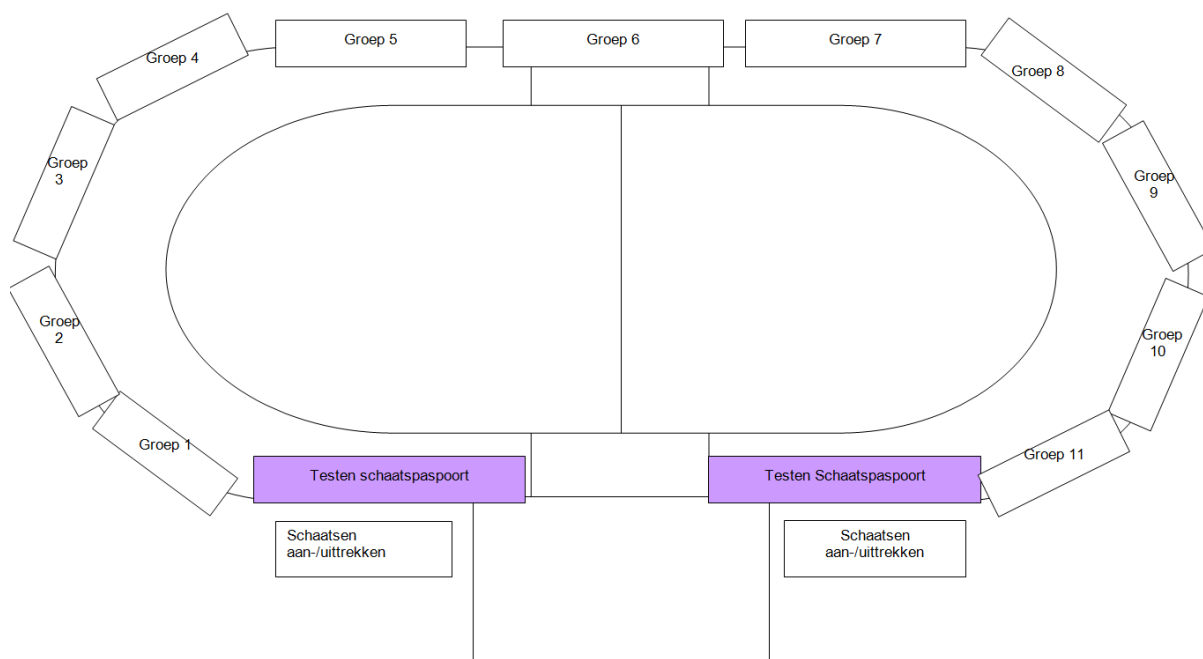 Groep 5
Groep 6
Groep 7
Groep 4
Groep 8
Groep
3
Groep
9
Groep
2
Groep
10
Groep 1
Groep 11
Testen schaatspaspoort
Testen Schaatspaspoort
Schaatsen
aan-/uittrekken
Schaatsen
aan-/uittrekken